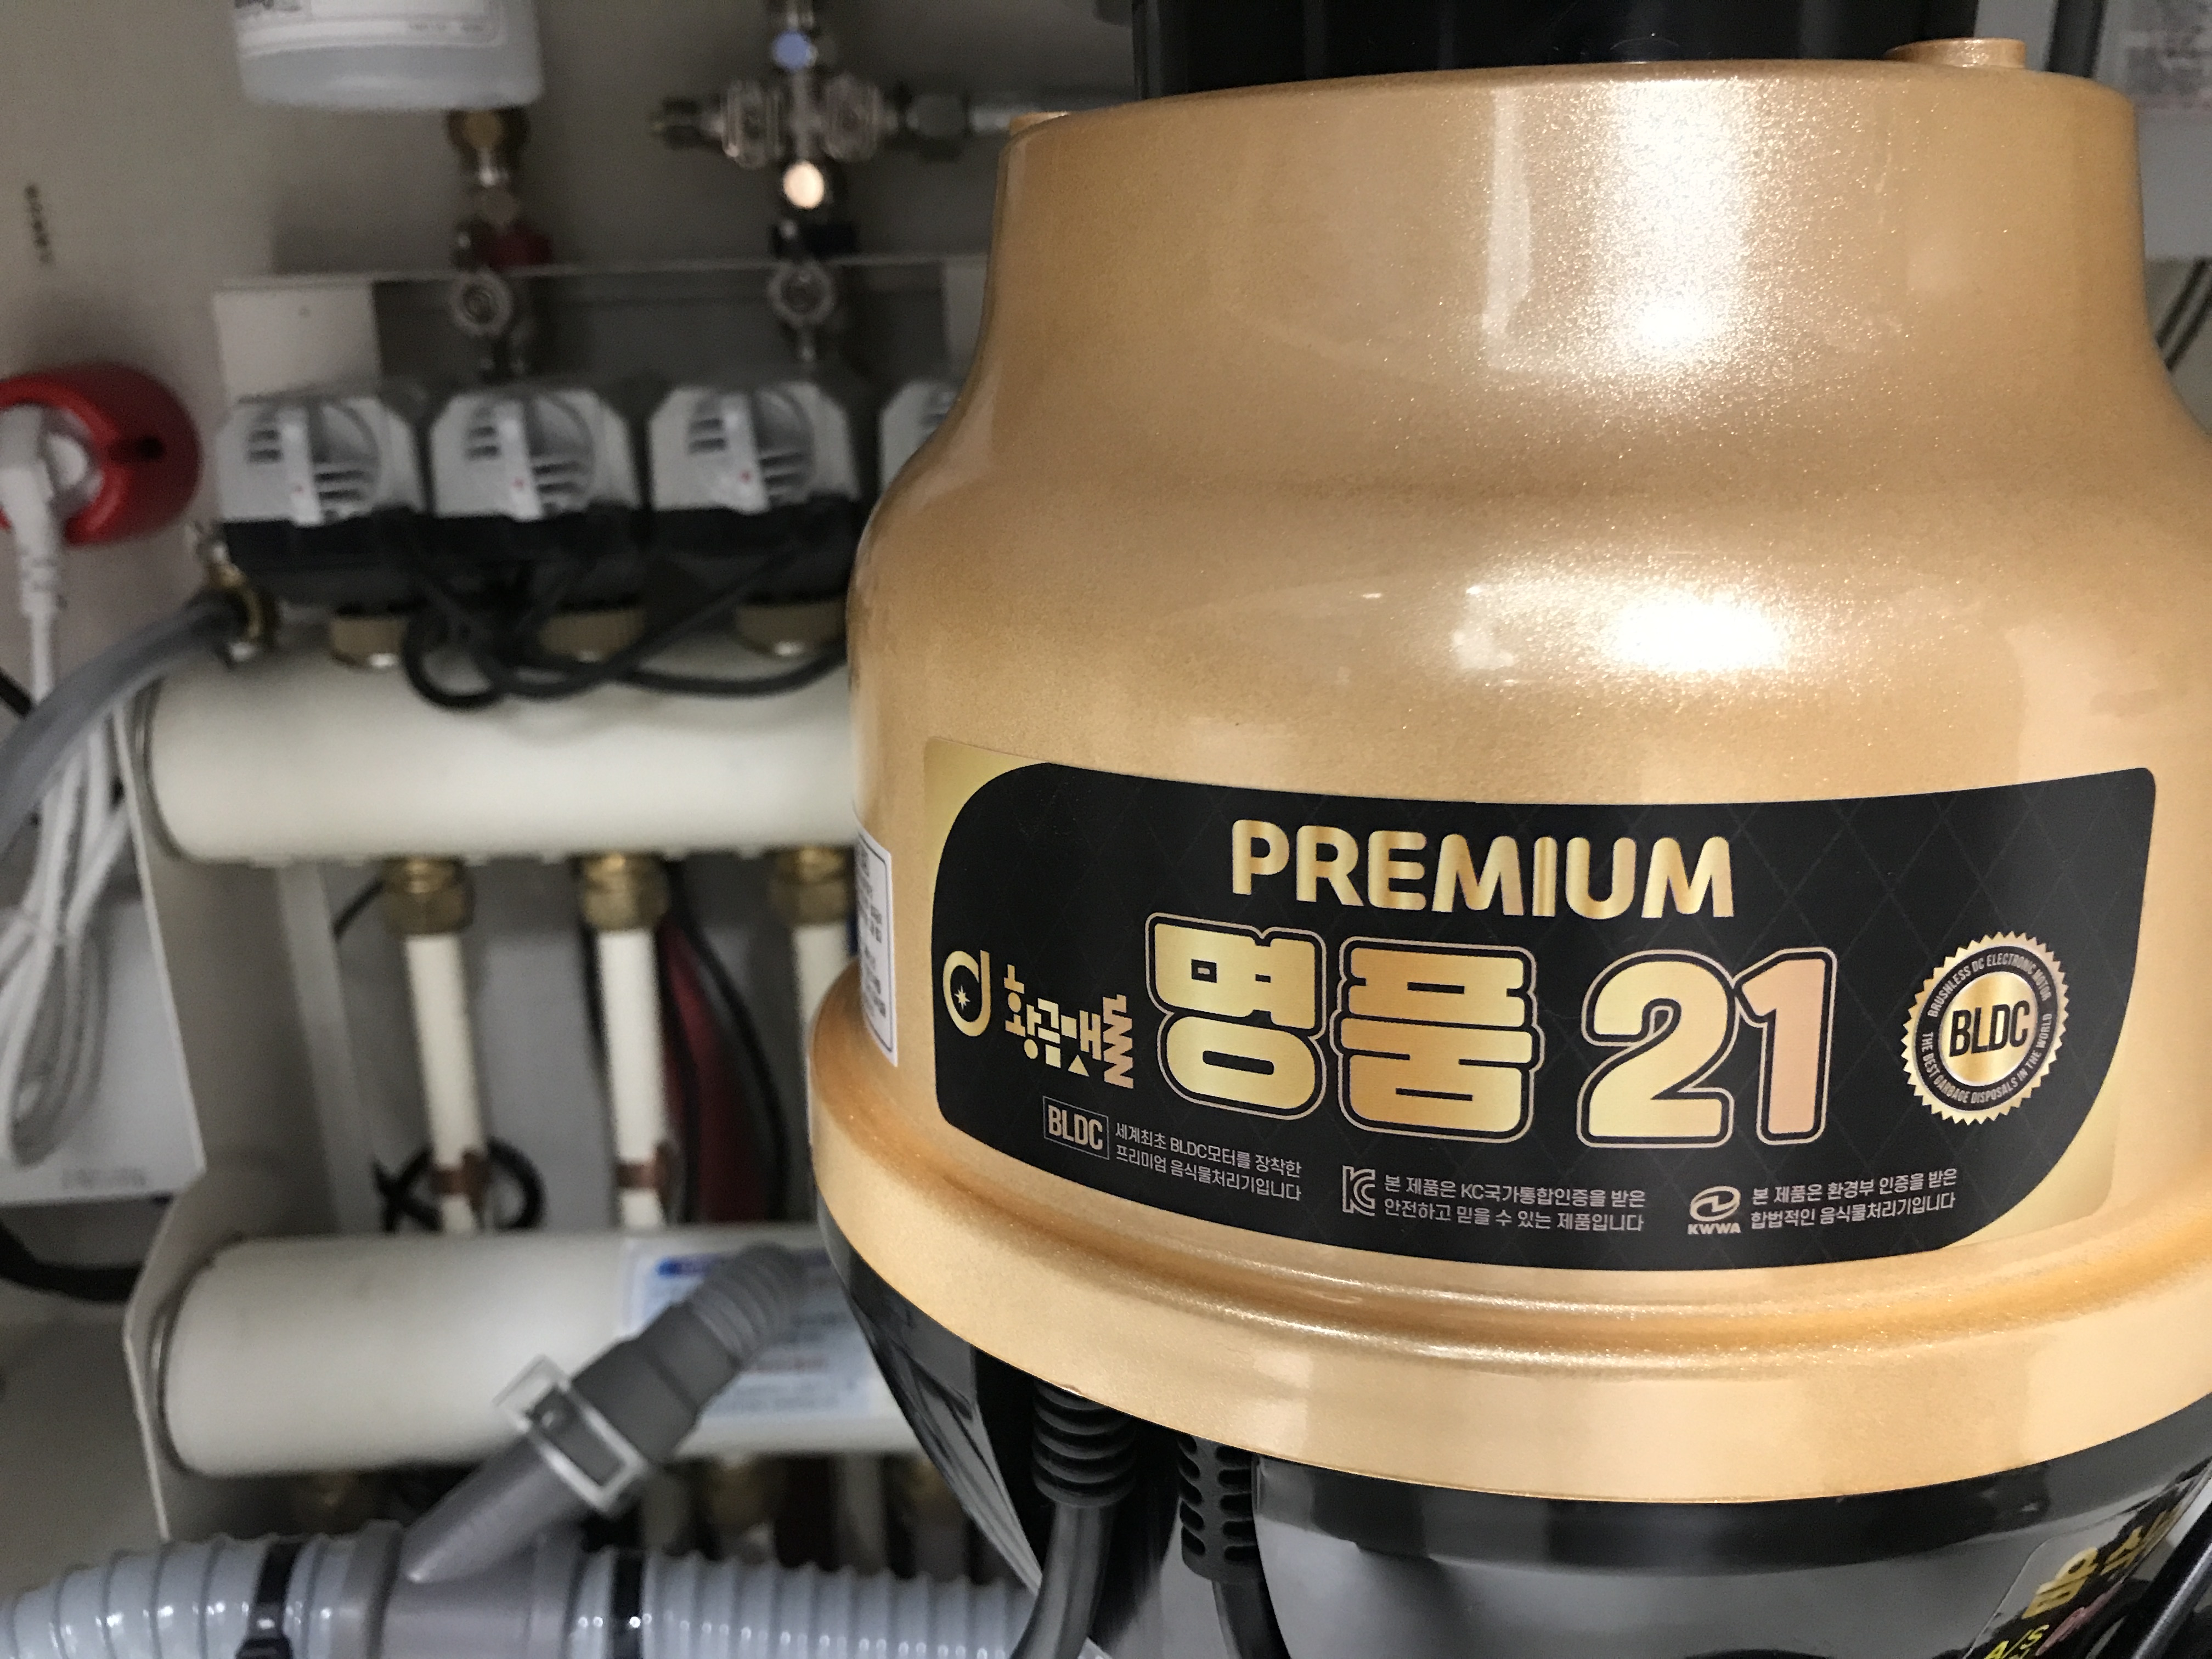 PREMIUM
황금맷돌 명품 21
BRUSHLESS DC ELECTRONIC MOTOR
BLDC
THE BEST GARBAGE DISPOSALS IN THE WORLD
BLDC 세계최초 BLDC모터를 장착한
프리미엄 음식물처리기입니다
본 제품은 KC국가통합인증을 받은
안전하고 믿을 수 있는 제품입니다
KWWA
본 제품은 환경부 인증을 받은
합법적인 음식물처리기입니다
A/S